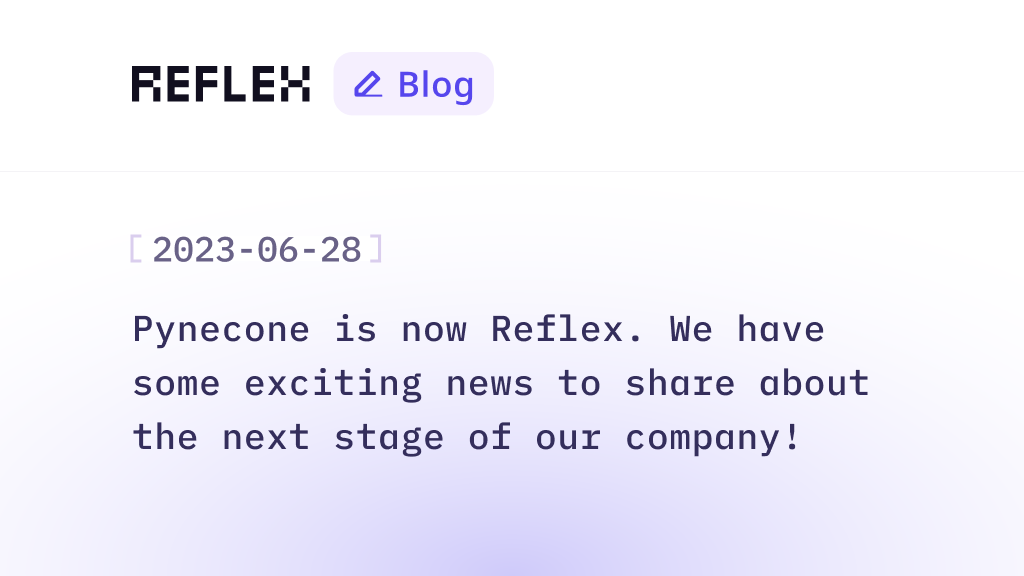 REFLEX Blog
[2023-06-28]
Pynecone is now Reflex. We have
some exciting news to share about
the next stage of our company!